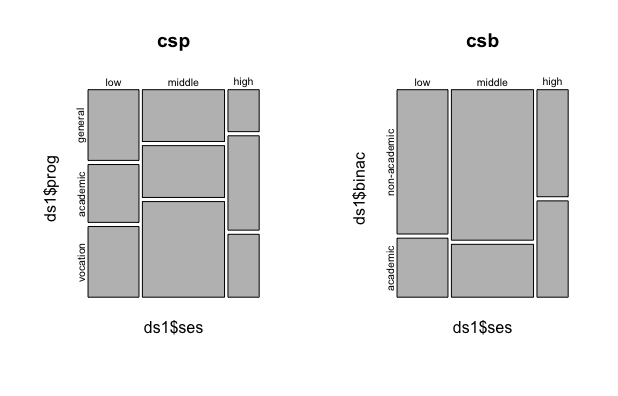 csp
low middle high
general
academic
vocation
ds1$prog
ds1$ses
csb
low middle high
non-academic
academic
ds1$binac
ds1$ses